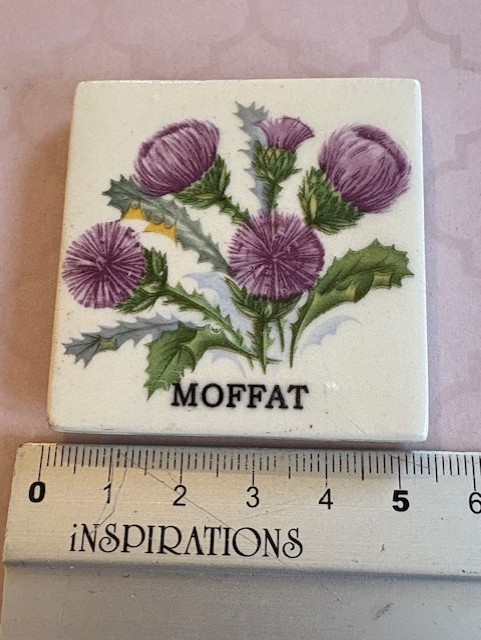 MOFFAT
0 1 2 3 4 5 6
iNSPIRATIONS